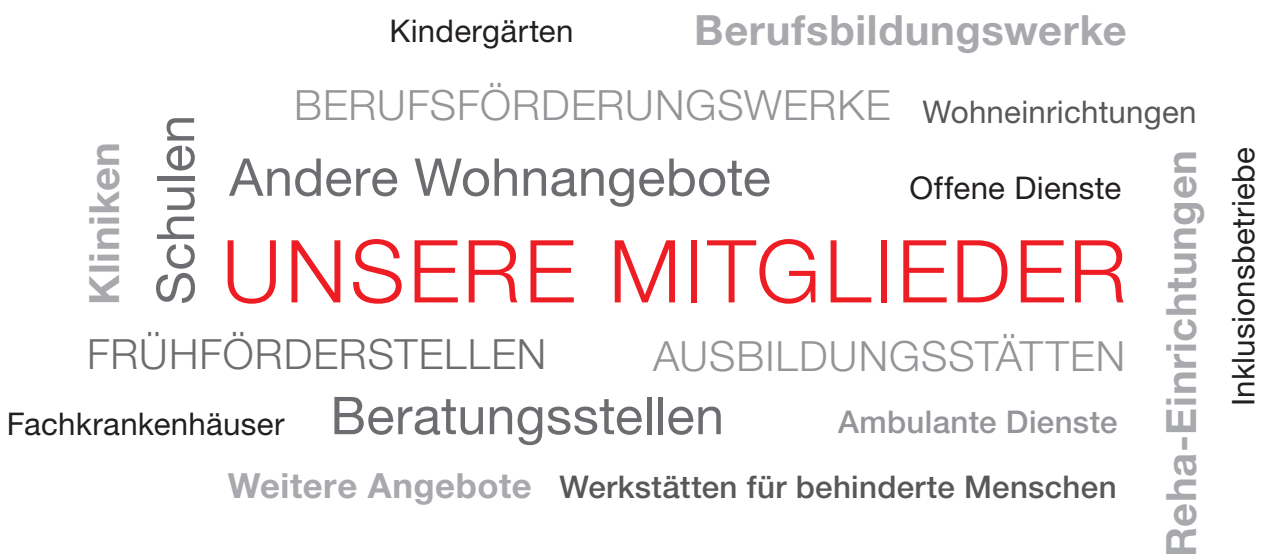 Kindergärten
Berufsbildungswerke
BERUFSFÖRDERUNGSWERKE
Wohneinrichtungen
Kliniken
Schulen
Andere Wohnangebote
Offene Dienste
UNSERE MITGLIEDER
Reha-Einrichtungen
Inklusionsbetriebe
FRÜHFÖRDERSTELLEN
AUSBILDUNGSSTÄTTEN
Fachkrankenhäuser
Beratungsstellen
Ambulante Dienste
Weitere Angebote
Werkstätten für behinderte Menschen